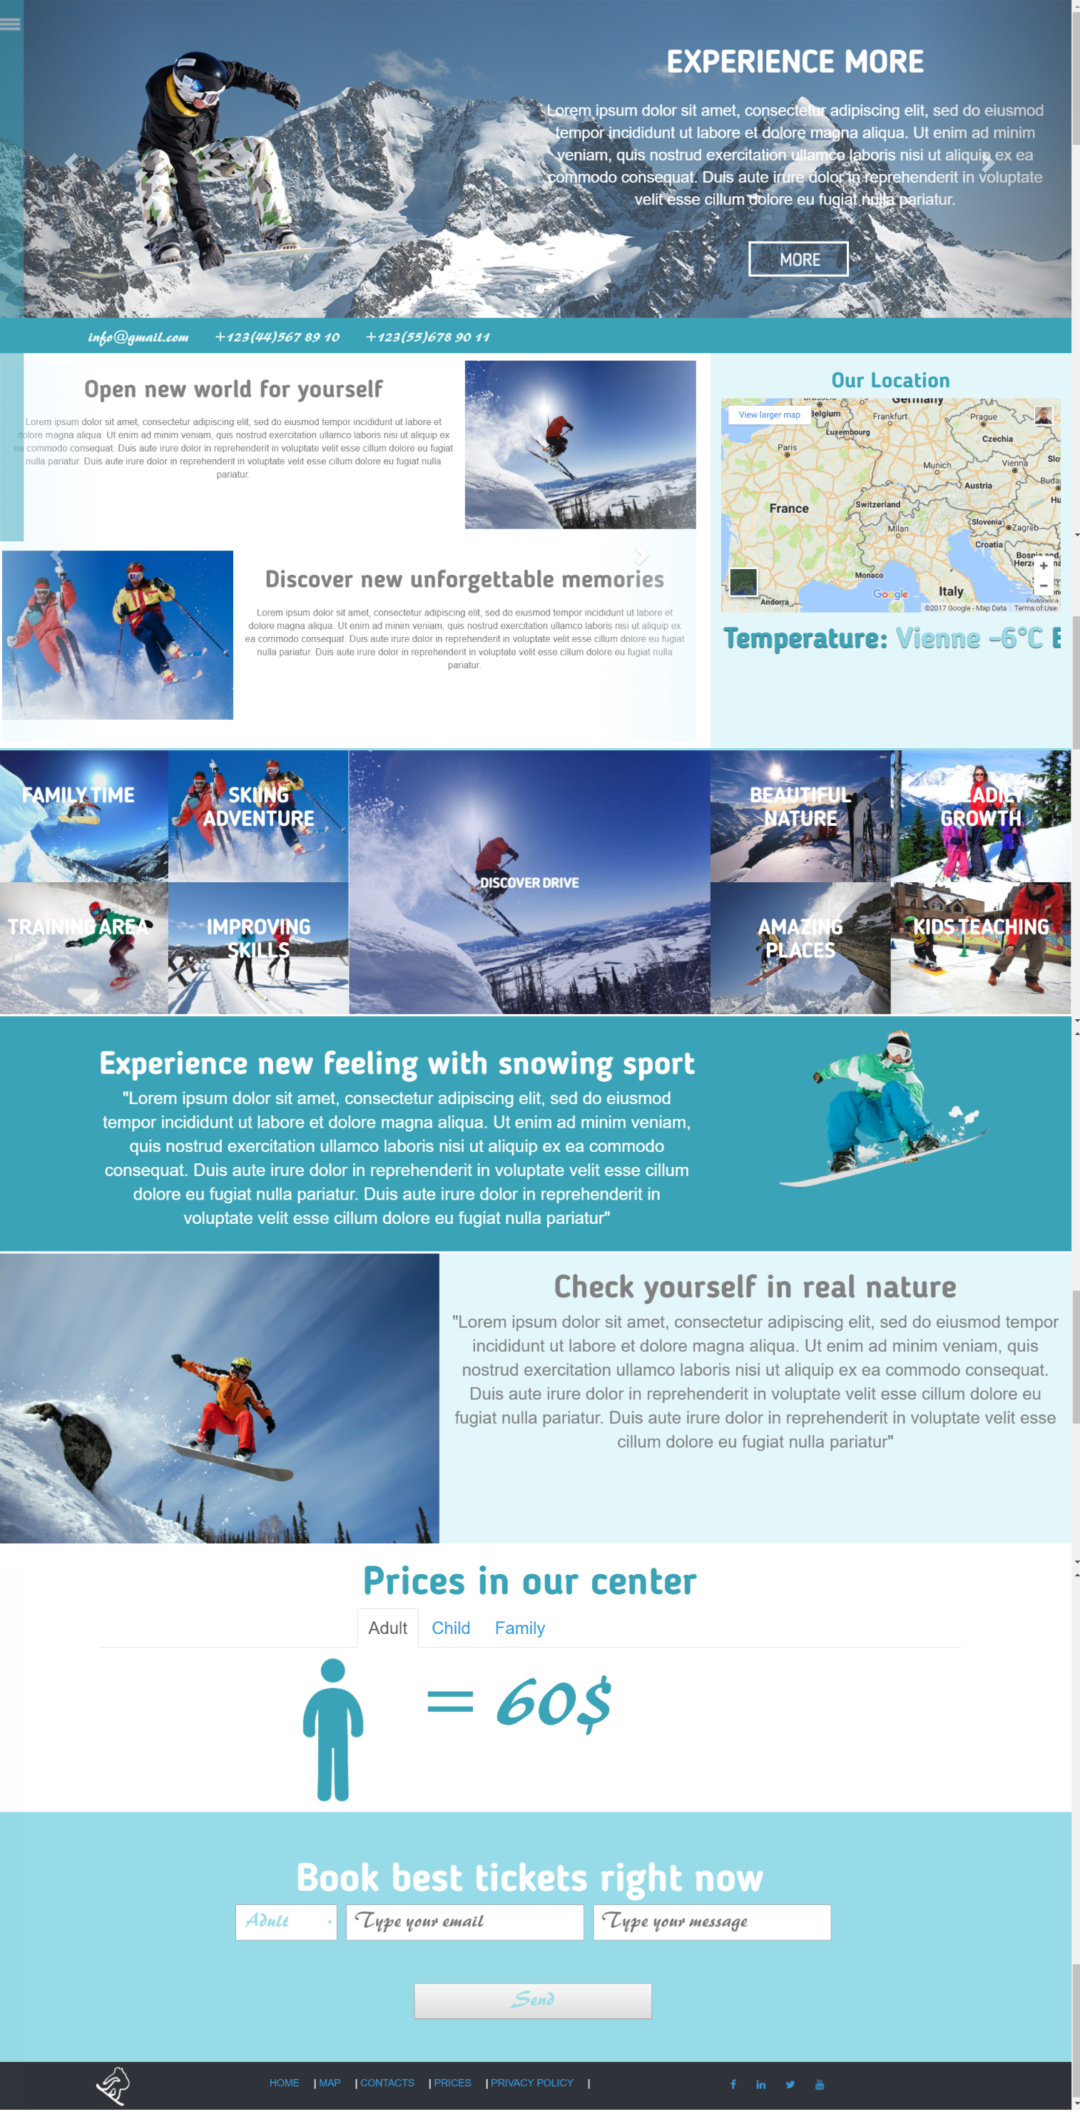 EXPERIENCE MORE
Lorem ipsum dolor sit amet, consectetur adipiscing elit, sed do eiusmod
tempor incididunt ut labore et dolore magna aliqua. Ut enim ad minim
veniam, quis nostrud exercitation ullamco laboris nisi ut aliquip ex ea
commodo consequat. Duis aute irure dolor in reprehenderit in voluptate
velit esse cillum dolore eu fugiat nulla pariatur.
MORE
info@gmail.com +123(44)567 89 10 +123(55)678 90 11
Open new world for yourself
Lorem ipsum dolor sit amet, consectetur adipiscing elit, sed do eiusmod tempor incididunt ut labore et
dolore magna aliqua. Ut enim ad minim veniam, quis nostrud exercitation ullamco laboris nisi ut aliquip ex
ea commodo consequat. Duis aute irure dolor in reprehenderit in voluptate velit esse cillum dolore eu fugiat
nulla pariatur. Duis aute irure dolor in reprehenderit in voluptate velit esse cillum dolore eu fugiat nulla
pariatur.
Discover new unforgettable memories
Lorem ipsum dolor sit amet, consectetur adipiscing elit, sed do eiusmod tempor incididunt ut labore et
dolore magna aliqua. Ut enim ad minim veniam, quis nostrud exercitation ullamco laboris nisi ut aliquip ex
ea commodo consequat. Duis aute irure dolor in reprehenderit in voluptate velit esse cillum dolore eu fugiat
nulla pariatur. Duis aute irure dolor in reprehenderit in voluptate velit esse cillum dolore eu fugiat nulla
pariatur.
Our Location
Germany
View larger map
Belgium
Frankfurt
Prague
Luxembourg
Czechia
Paris
Munich
Vienna
Slo
Austria
Buda
Hu
France
Switzerland
Milan
Slovenia
Zagreb
Croatia
Monaco
Italy
Google
Andorra
©2017 Google - Map Data
Terms of Use
Temperature: Vienne -6°C
FAMILY TIME
SKIING
ADVENTURE
DISCOVER DRIVE
BEAUTIFUL
NATURE
GROWTH
TRAINING AREA
IMPROVING
SKILLS
AMAZING
PLACES
KIDS TEACHING
Experience new feeling with snowing sport
"Lorem ipsum dolor sit amet, consectetur adipiscing elit, sed do eiusmod
tempor incididunt ut labore et dolore magna aliqua. Ut enim ad minim veniam,
quis nostrud exercitation ullamco laboris nisi ut aliquip ex ea commodo
consequat. Duis aute irure dolor in reprehenderit in voluptate velit esse cillum
dolore eu fugiat nulla pariatur. Duis aute irure dolor in reprehenderit in
voluptate velit esse cillum dolore eu fugiat nulla pariatur"
Check yourself in real nature
"Lorem ipsum dolor sit amet, consectetur adipiscing elit, sed do eiusmod tempor
incididunt ut labore et dolore magna aliqua. Ut enim ad minim veniam, quis
nostrud exercitation ullamco laboris nisi ut aliquip ex ea commodo consequat.
Duis aute irure dolor in reprehenderit in voluptate velit esse cillum dolore eu
fugiat nulla pariatur. Duis aute irure dolor in reprehenderit in voluptate velit esse
cillum dolore eu fugiat nulla pariatur"
Prices in our center
Adult Child Family
= 60$
Book best tickets right now
Adult Type your email Type your message
Send
HOME | MAP | CONTACTS | PRICES | PRIVACY POLICY |